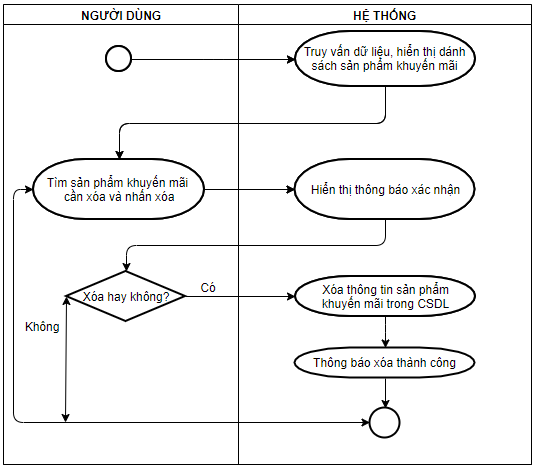 NGƯỜI DÙNG
HỆ THỐNG
Truy vấn dữ liệu, hiển thị dánh
sách sản phẩm khuyến mãi
Tìm sản phẩm khuyến mãi
cần xóa và nhấn xóa
Hiển thị thông báo xác nhận
Xóa hay không?
Có
Xóa thông tin sản phẩm
khuyến mãi trong CSDL
Không
Thông báo xóa thành công